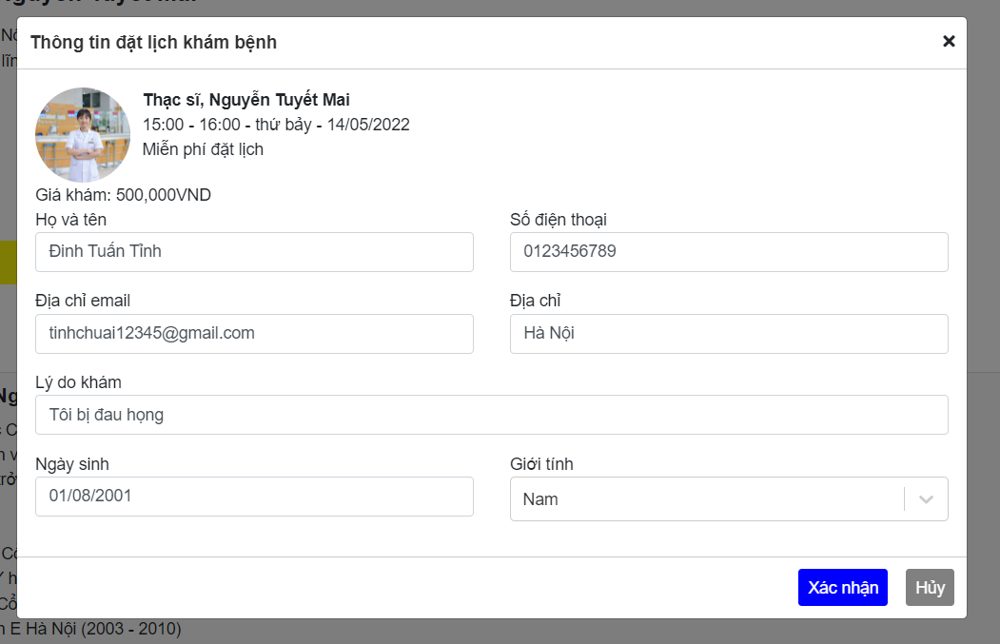 Thông tin đặt lịch khám bệnh
×
Thạc sĩ, Nguyễn Tuyết Mai
15:00 - 16:00 - thứ bảy - 14/05/2022
Miễn phí đặt lịch
Giá khám: 500,000VND
Họ và tên
Số điện thoại
Đinh Tuấn Tỉnh
0123456789
Địa chỉ email
Địa chỉ
tinhchuai12345@gmail.com
Hà Nội
Lý do khám
Tôi bị đau họng
Ngày sinh
Giới tính
01/08/2001
Nam
Xác nhận
Hủy
E Hà Nội (2003 - 2010)